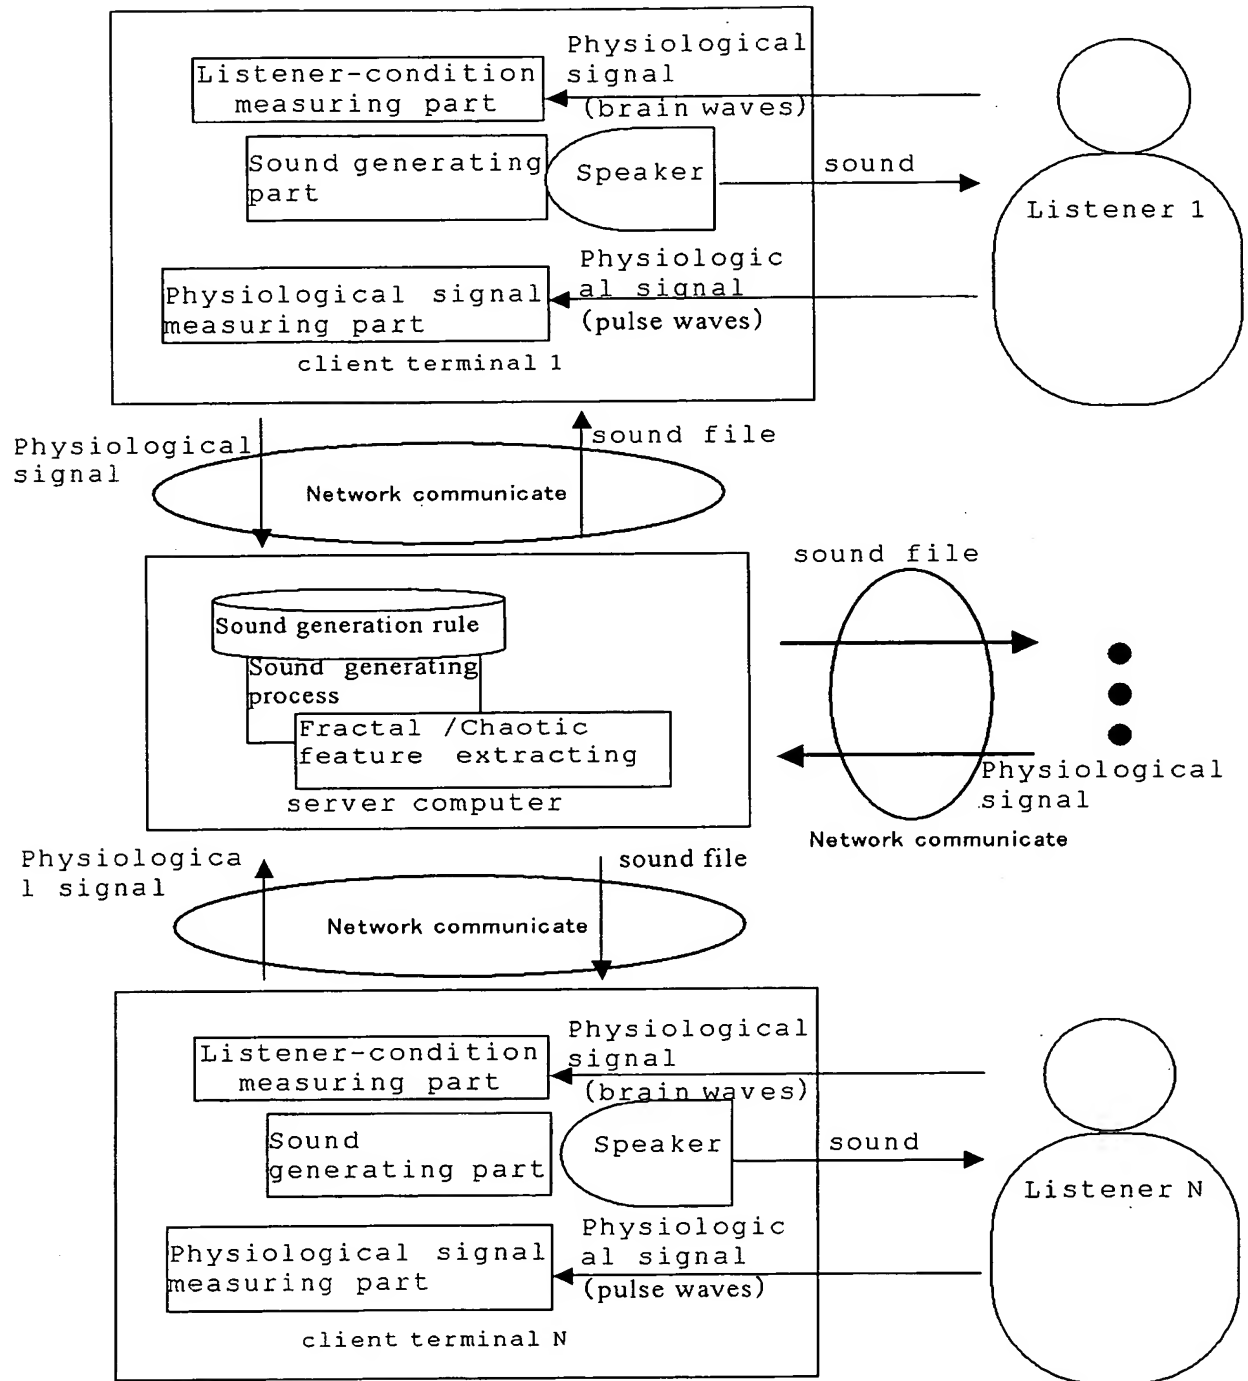 Physiological
signal
(brain waves)
Listener-condition
measuring part
Sound generating
part
Speaker
sound
Listener 1
Physiologic
al signal
(pulse waves)
Physiological signal
measuring part
client terminal 1
Physiological
signal
sound file
Network communicate
sound file
Sound generation rule
Sound generating
process
Fractal /Chaotic
feature extracting
server computer
Physiological
signal
Network communicate
Physiologica
l signal
sound file
Network communicate
Physiological
signal
(brain waves)
Listener-condition
measuring part
Sound
generating part
Speaker
sound
Listener N
Physiologic
al signal
(pulse waves)
Physiological signal
measuring part
client terminal N